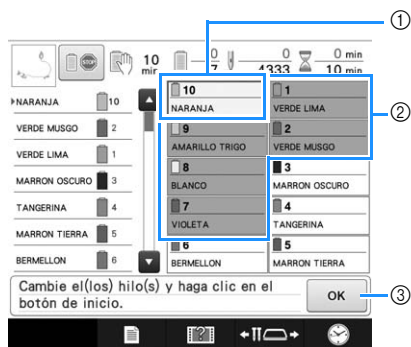 ①
10 min
0
7
0
4333
0 min
10 min
NARANJA 10
VERDE MUSGO 2
VERDE LIMA 1
MARRON OSCURO 3
TANGERINA 4
MARRON TIERRA 5
BERMELLON 6
10
NARANJA
1
VERDE LIMA
②
9
AMARILLO TRIGO
2
VERDE MUSGO
8
BLANCO
3
MARRON OSCURO
7
VIOLETA
4
TANGERINA
6
BERMELLON
5
MARRON TIERRA
Cambie el(los) hilo(s) y haga clic en el
botón de inicio.
OK
③